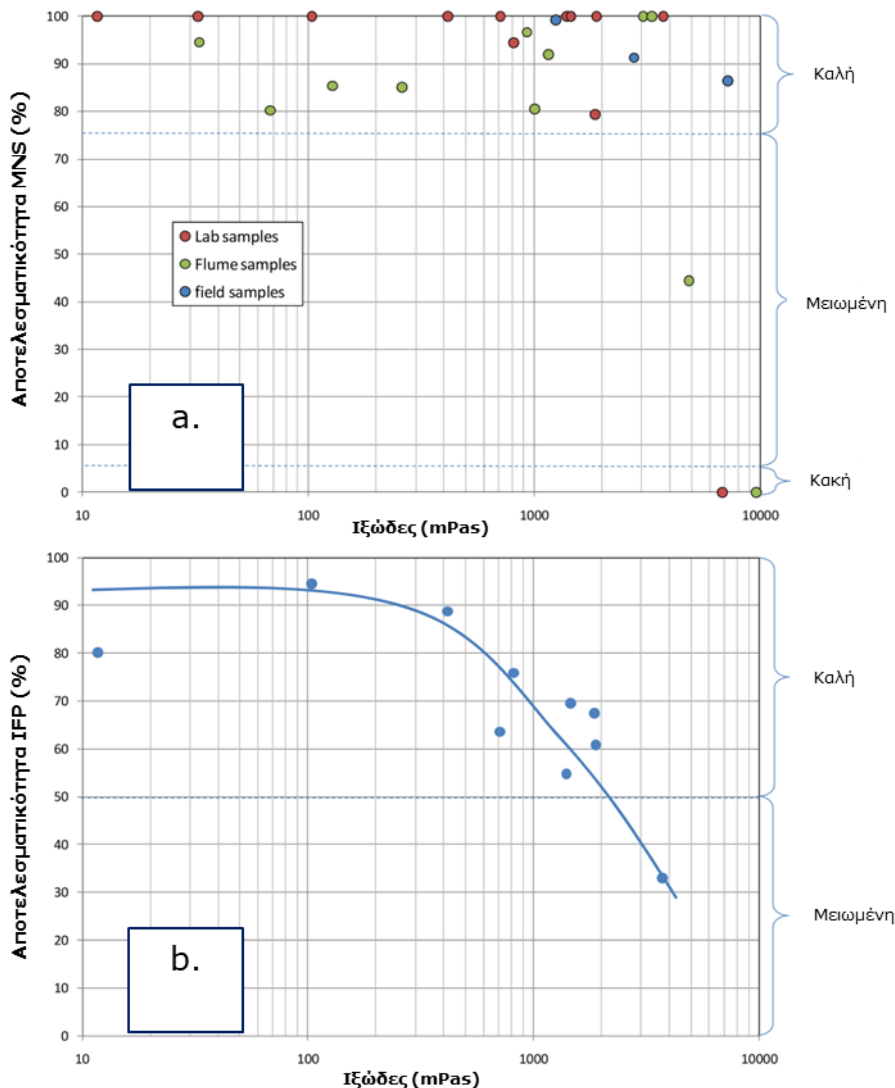 Αποτελεσματικότητα MNS (%)
100
90
80
70
60
50
40
30
20
10
0
Lab samples
Flume samples
field samples
a.
Καλή
Μειωμένη
Κακή
10
100
1000
10000
Ιξώδες (mPas)
Αποτελεσματικότητα IFP (%)
100
90
80
70
60
50
40
30
20
10
0
b.
Καλή
Μειωμένη
10
100
1000
10000
Ιξώδες (mPas)